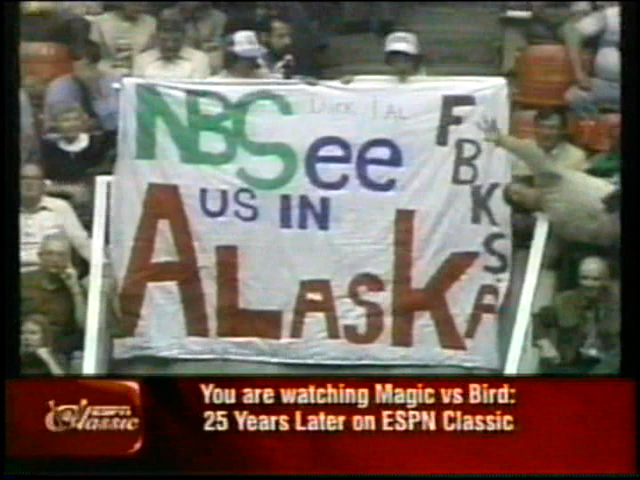 NBSee
Dick | AL
US IN
ALASKA
FBKSA
ESPN
Classic
You are watching Magic vs Bird:
25 Years Later on ESPN Classic